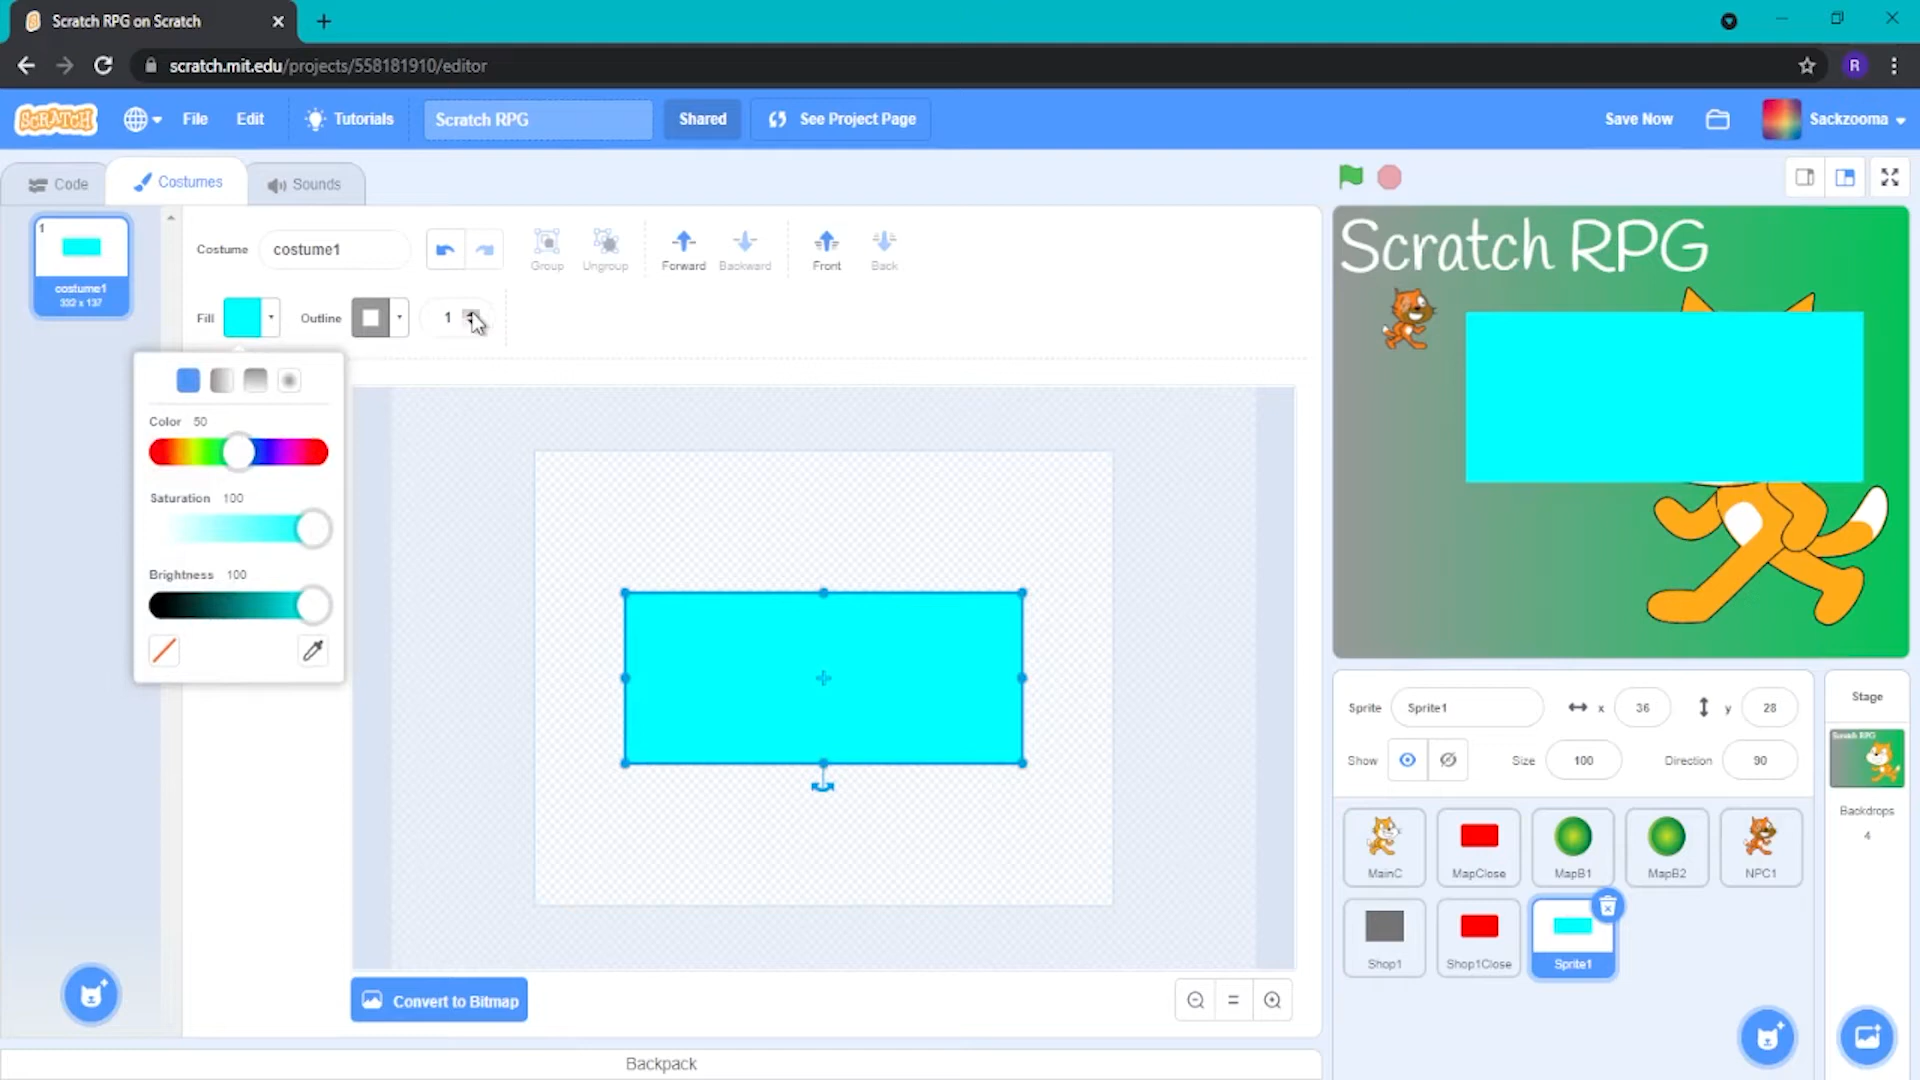 Scratch RPG on Scratch
scratch.mit.edu/projects/558181910/editor
R
SCRATCH
File
Edit
Tutorials
Scratch RPG
Shared
See Project Page
Save Now
Sackzooma
Code
Costumes
Sounds
1
costume1
332 x 137
Costume
costume1
Group
Ungroup
Forward
Backward
Front
Back
Fill
Outline
1
Color 50
Saturation 100
Brightness 100
Convert to Bitmap
Backpack
Scratch RPG
Sprite
Sprite1
x
36
y
28
Show
Size
100
Direction
90
MainC
MapClose
MapB1
MapB2
NPC1
Shop1
Shop1Close
Sprite1
Stage
Scratch RPG
Backdrops
4